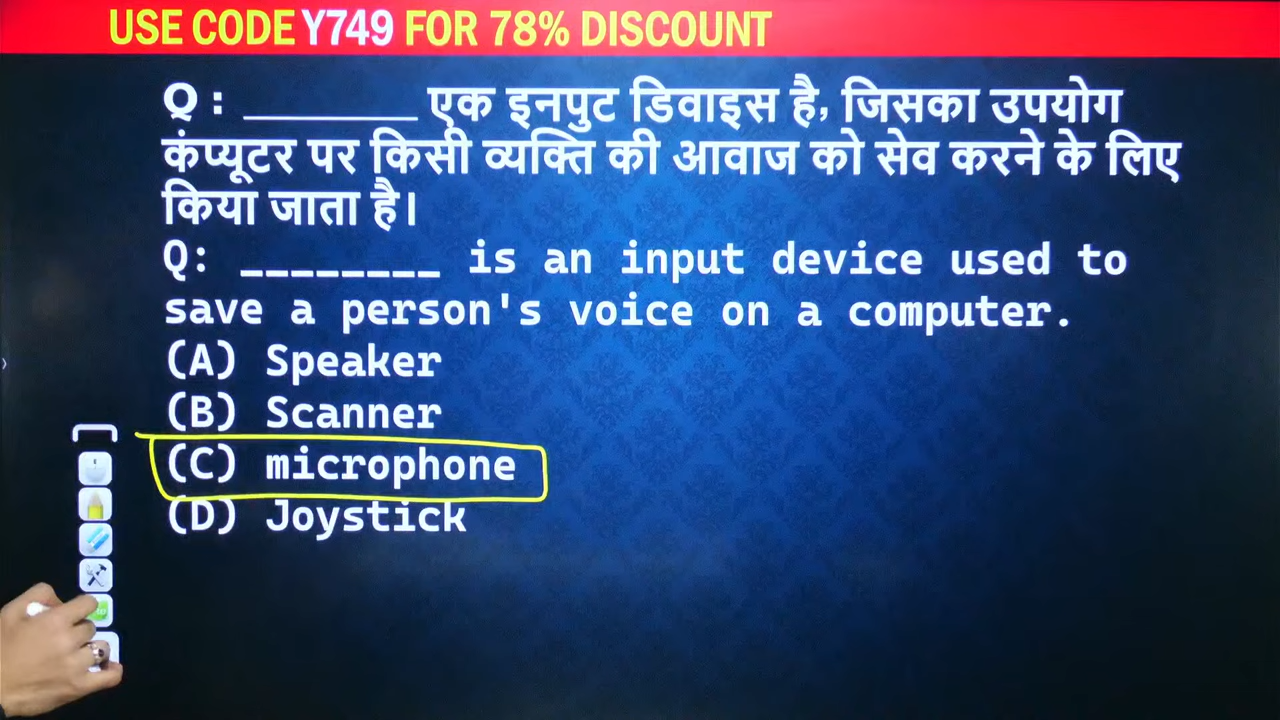 USE CODE Y749 FOR 78% DISCOUNT
Q : ________ एक इनपुट डिवाइस है, जिसका उपयोग
कंप्यूटर पर किसी व्यक्ति की आवाज को सेव करने के लिए
किया जाता है।
Q: ________ is an input device used to
save a person's voice on a computer.
(A) Speaker
(B) Scanner
(C) microphone
(D) Joystick